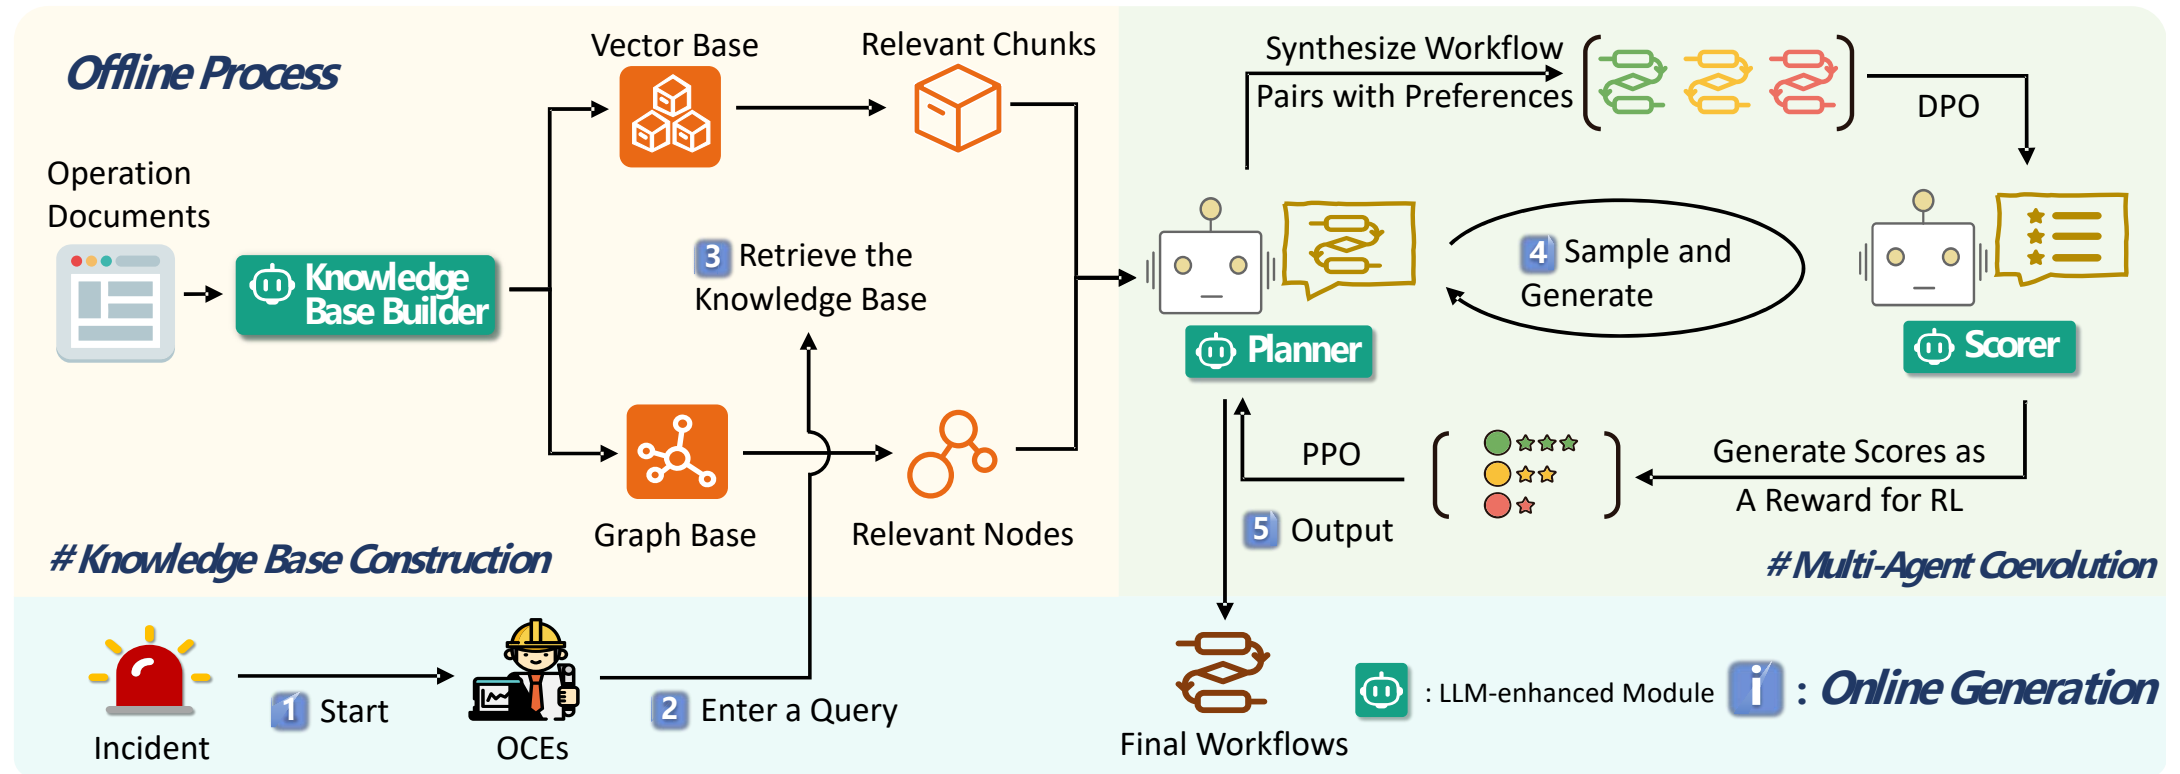 Offline Process
Vector Base
Relevant Chunks
Operation
Documents
Knowledge
Base Builder
3 Retrieve the
Knowledge Base
Graph Base
Relevant Nodes
# Knowledge Base Construction
Synthesize Workflow
Pairs with Preferences
DPO
4 Sample and
Generate
Planner
Scorer
PPO
Generate Scores as
A Reward for RL
5 Output
# Multi-Agent Coevolution
Incident
1 Start
OCEs
2 Enter a Query
Final Workflows
: LLM-enhanced Module
i : Online Generation